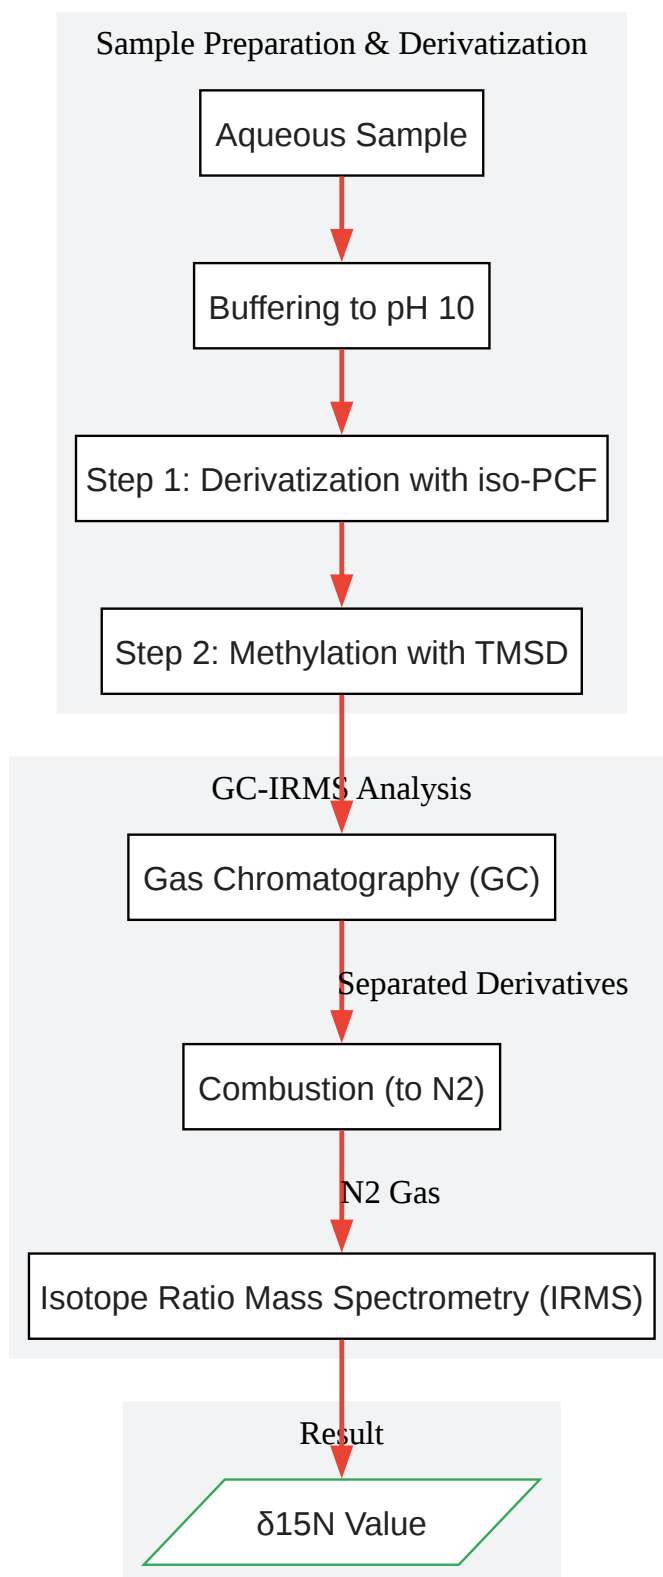 Sample Preparation & Derivatization
Aqueous Sample
Buffering to pH 10
Step 1: Derivatization with iso-PCF
Step 2: Methylation with TMSD
GC-IRMS Analysis
Gas Chromatography (GC)
Separated Derivatives
Combustion (to N2)
N2 Gas
Isotope Ratio Mass Spectrometry (IRMS)
Result
δ15N Value